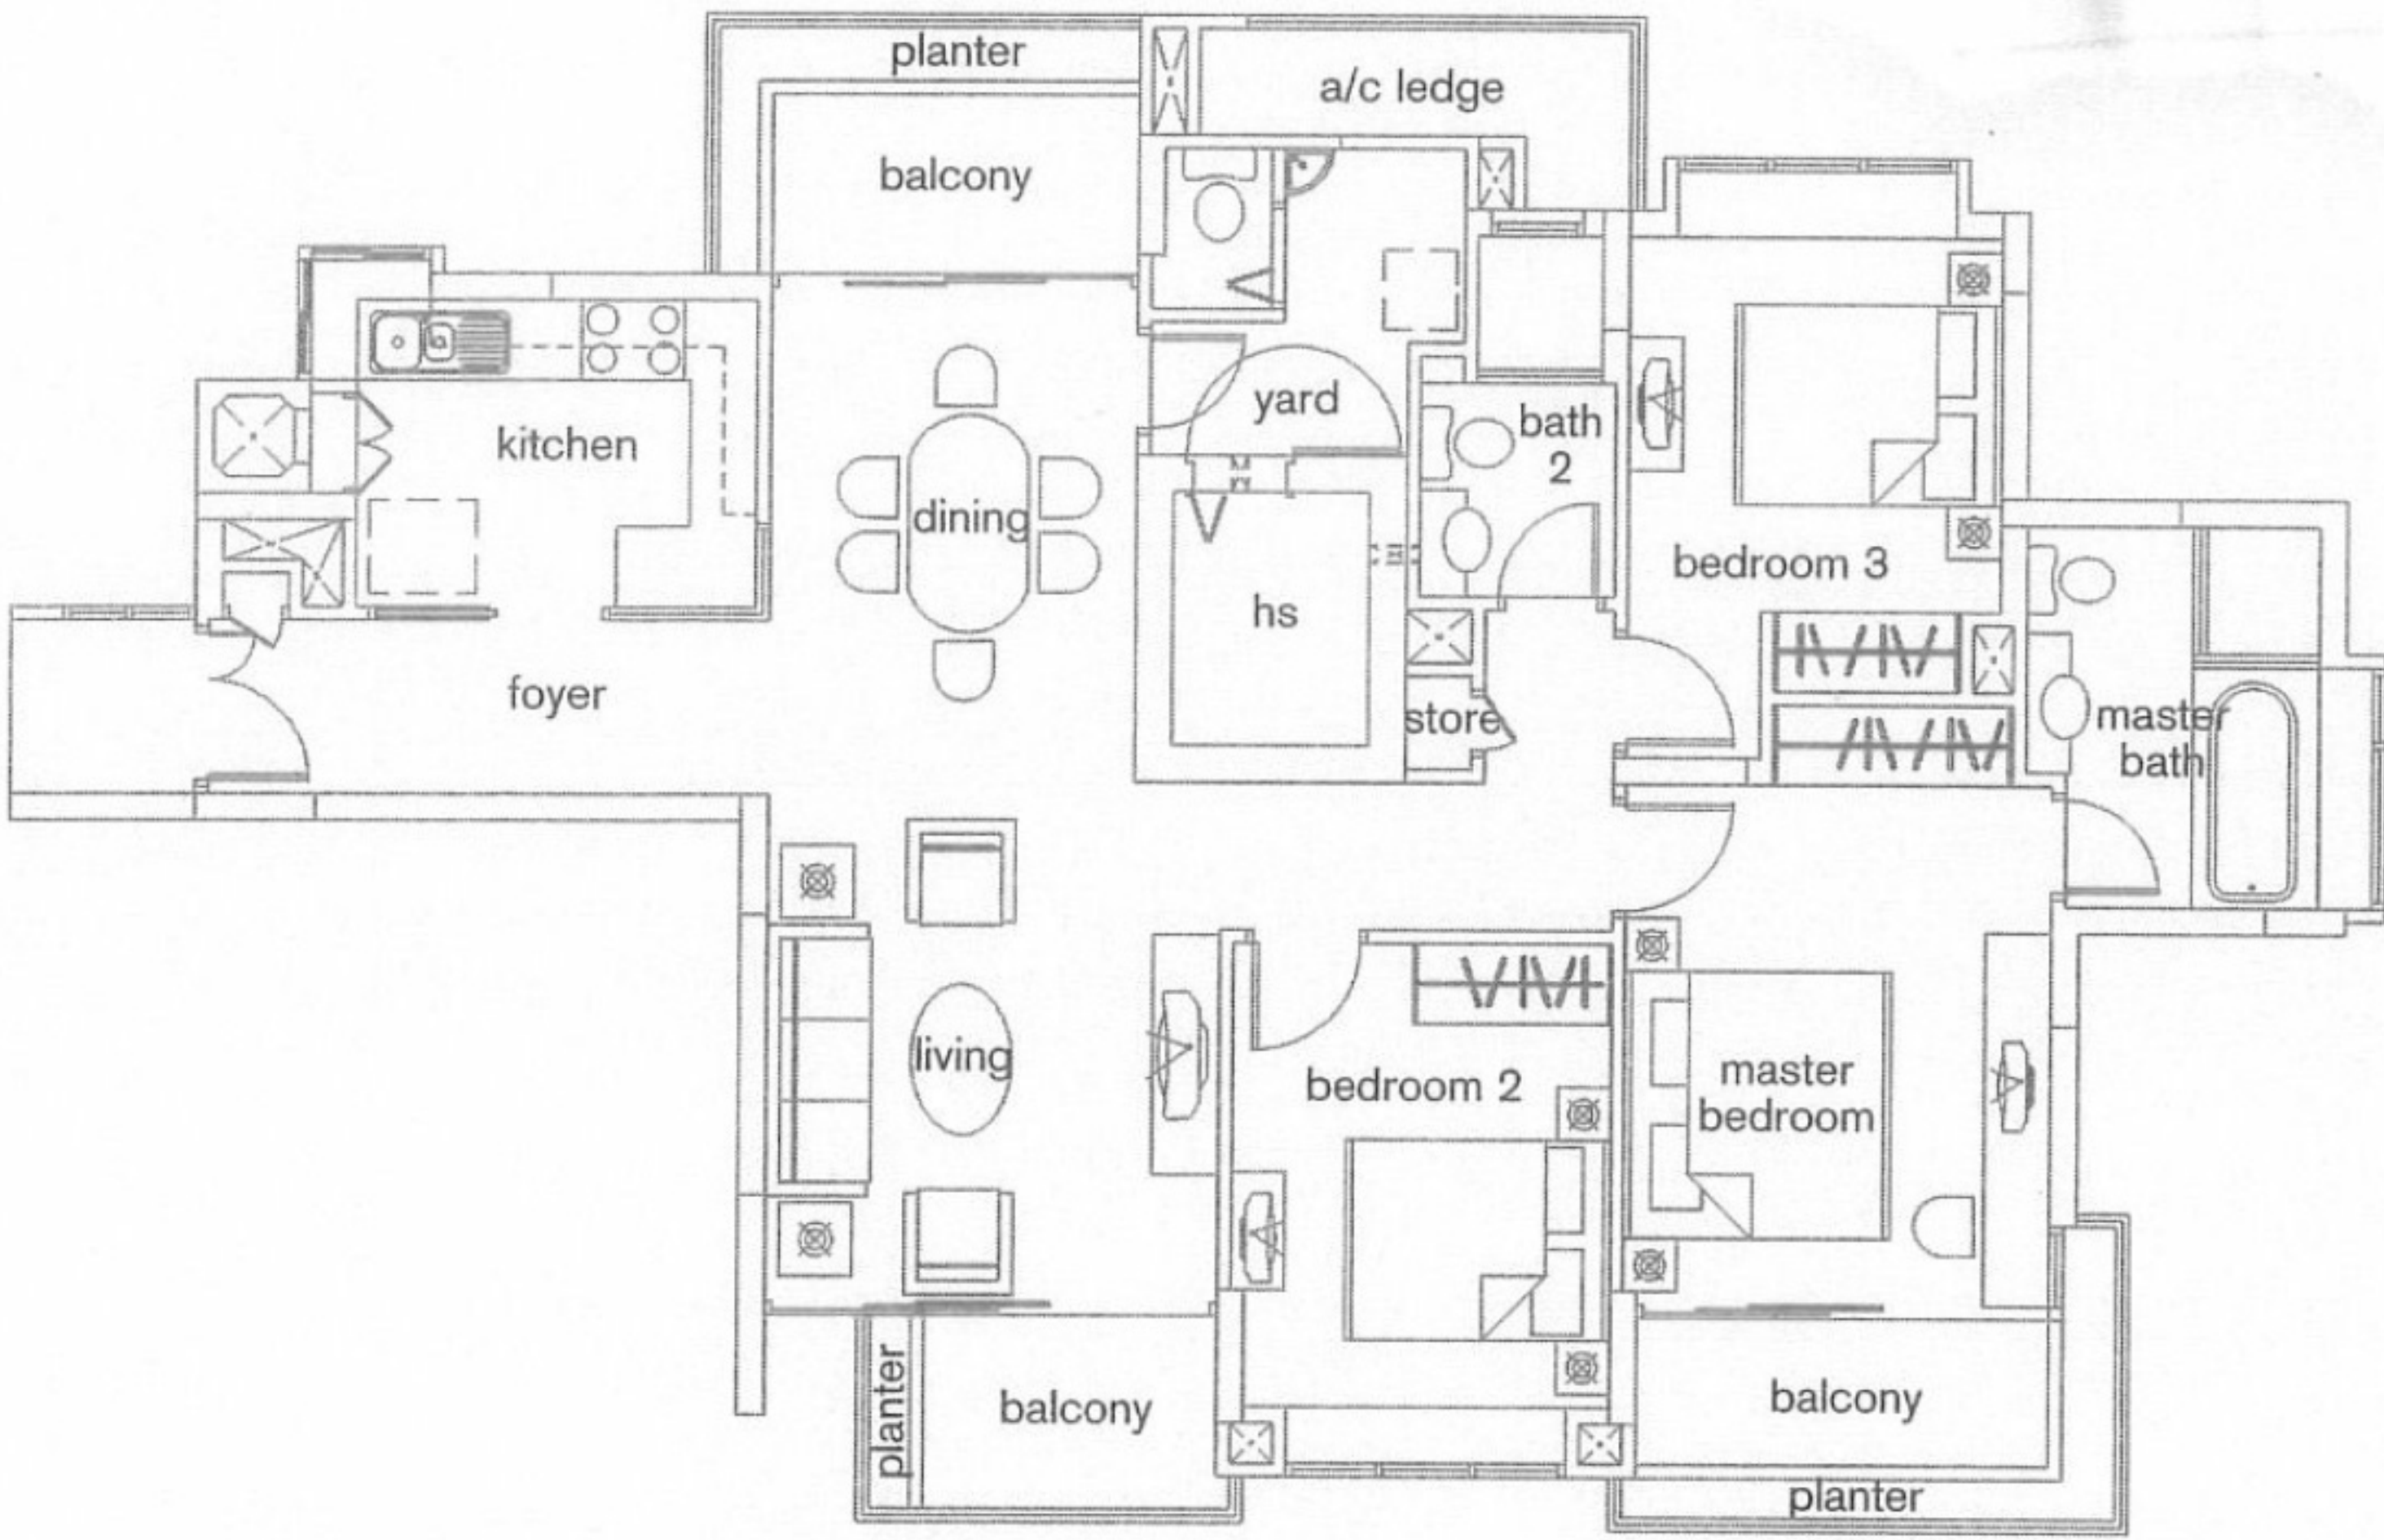 planter
a/c ledge
balcony
kitchen
yard
bath
2
dining
bedroom 3
hs
foyer
store
master
bath
living
bedroom 2
master
bedroom
planter
balcony
balcony
planter